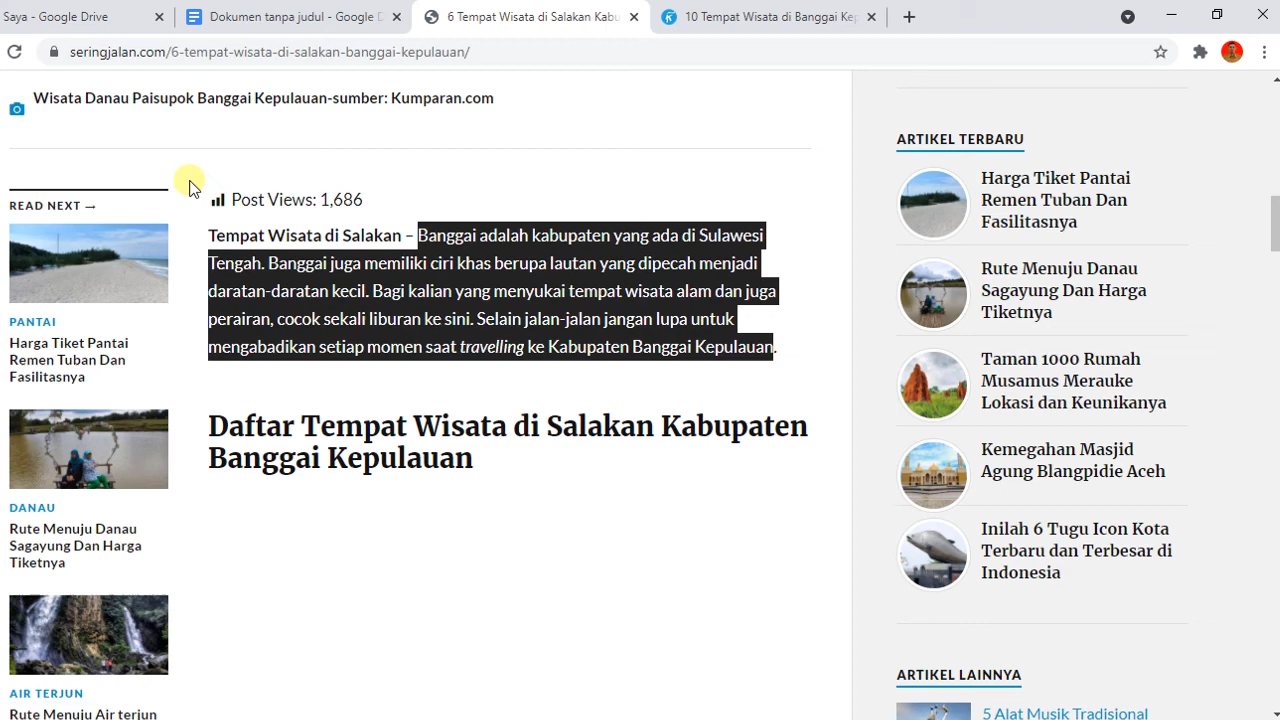 Saya - Google Drive
Dokumen tanpa judul - Google D
6 Tempat Wisata di Salakan Kabu
10 Tempat Wisata di Banggai Kep
seringjalan.com/6-tempat-wisata-di-salakan-banggai-kepulauan/
Wisata Danau Paisupok Banggai Kepulauan-sumber: Kumparan.com
READ NEXT →
PANTAI
Harga Tiket Pantai
Remen Tuban Dan
Fasilitasnya
DANAU
Rute Menuju Danau
Sagayung Dan Harga
Tiketnya
AIR TERJUN
Rute Menuju Air terjun
Post Views: 1,686
Tempat Wisata di Salakan – Banggai adalah kabupaten yang ada di Sulawesi
Tengah. Banggai juga memiliki ciri khas berupa lautan yang dipecah menjadi
daratan-daratan kecil. Bagi kalian yang menyukai tempat wisata alam dan juga
perairan, cocok sekali liburan ke sini. Selain jalan-jalan jangan lupa untuk
mengabadikan setiap momen saat travelling ke Kabupaten Banggai Kepulauan.
Daftar Tempat Wisata di Salakan Kabupaten
Banggai Kepulauan
ARTIKEL TERBARU
Harga Tiket Pantai
Remen Tuban Dan
Fasilitasnya
Rute Menuju Danau
Sagayung Dan Harga
Tiketnya
Taman 1000 Rumah
Musamus Merauke
Lokasi dan Keunikanya
Kemegahan Masjid
Agung Blangpidie Aceh
Inilah 6 Tugu Icon Kota
Terbaru dan Terbesar di
Indonesia
ARTIKEL LAINNYA
5 Alat Musik Tradisional